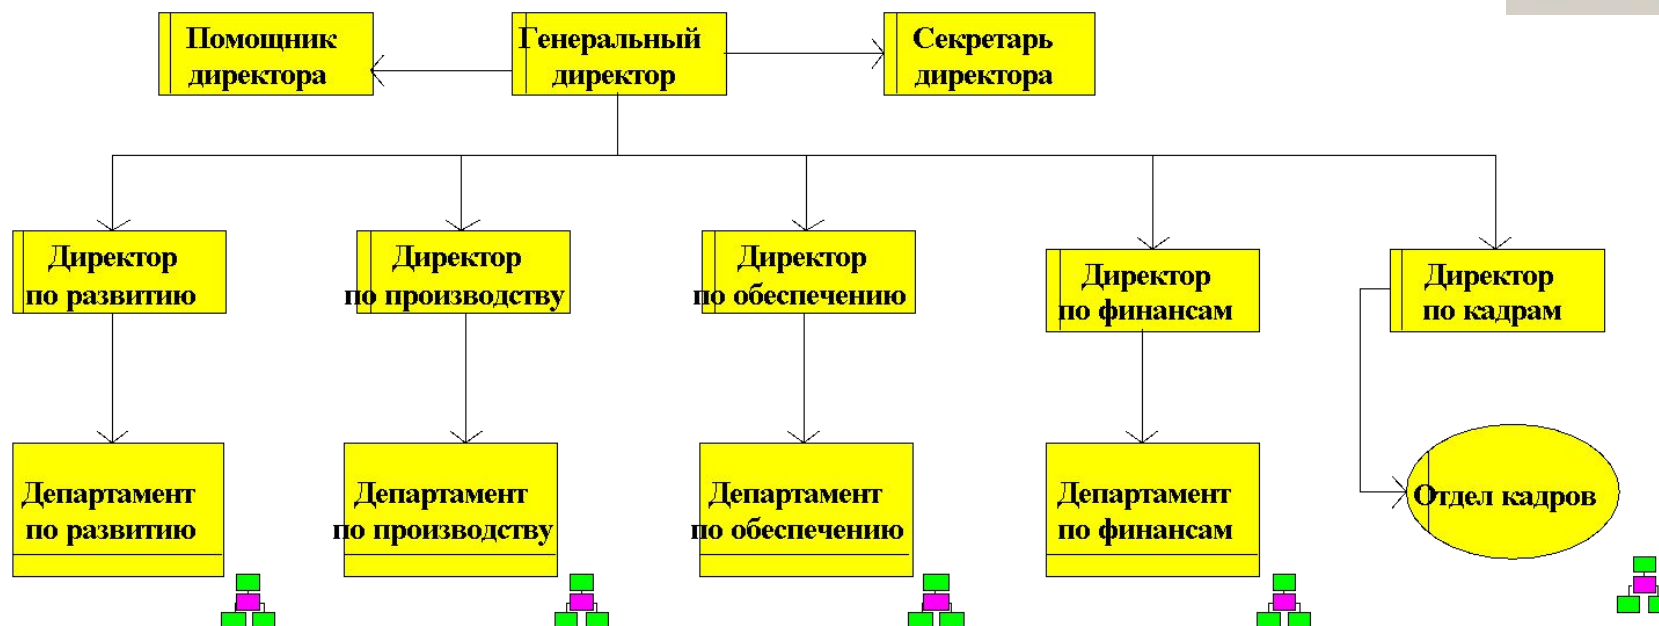 Помощник
директора
Генеральный
директор
Секретарь
директора
Директор
по развитию
Директор
по производству
Директор
по обеспечению
Директор
по финансам
Директор
по кадрам
Департамент
по развитию
Департамент
по производству
Департамент
по обеспечению
Департамент
по финансам
Отдел кадров